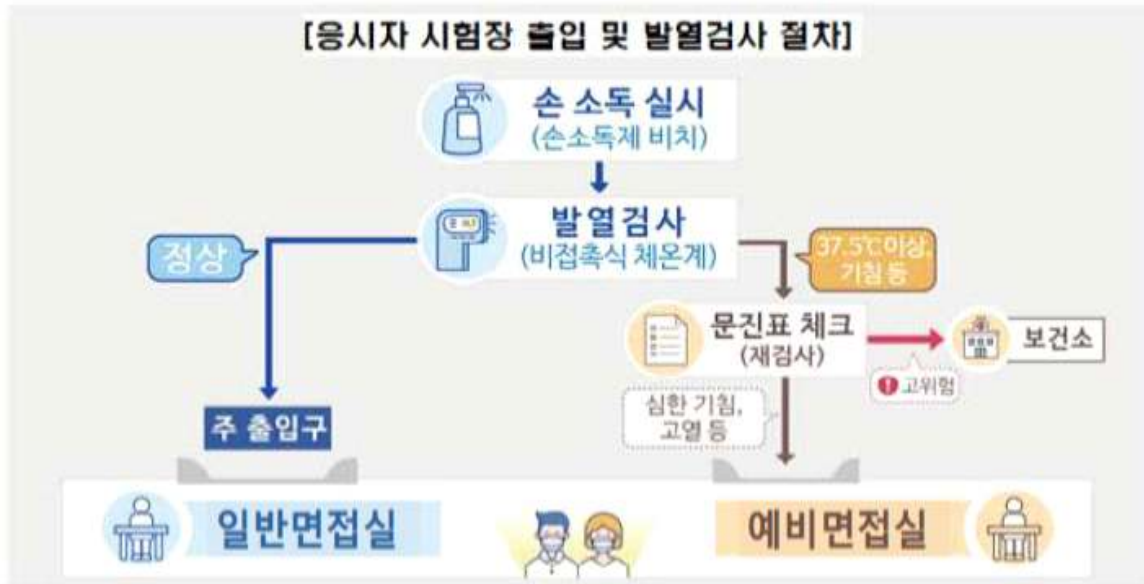 [응시자 시험장 출입 및 발열검사 절차]
손 소독 실시
(손소독제 비치)
발열검사
(비접촉식 체온계)
정상
37.5℃이상,
기침 등
문진표 체크
(재검사)
보건소
고위험
심한 기침,
고열 등
주 출입구
일반면접실
예비면접실